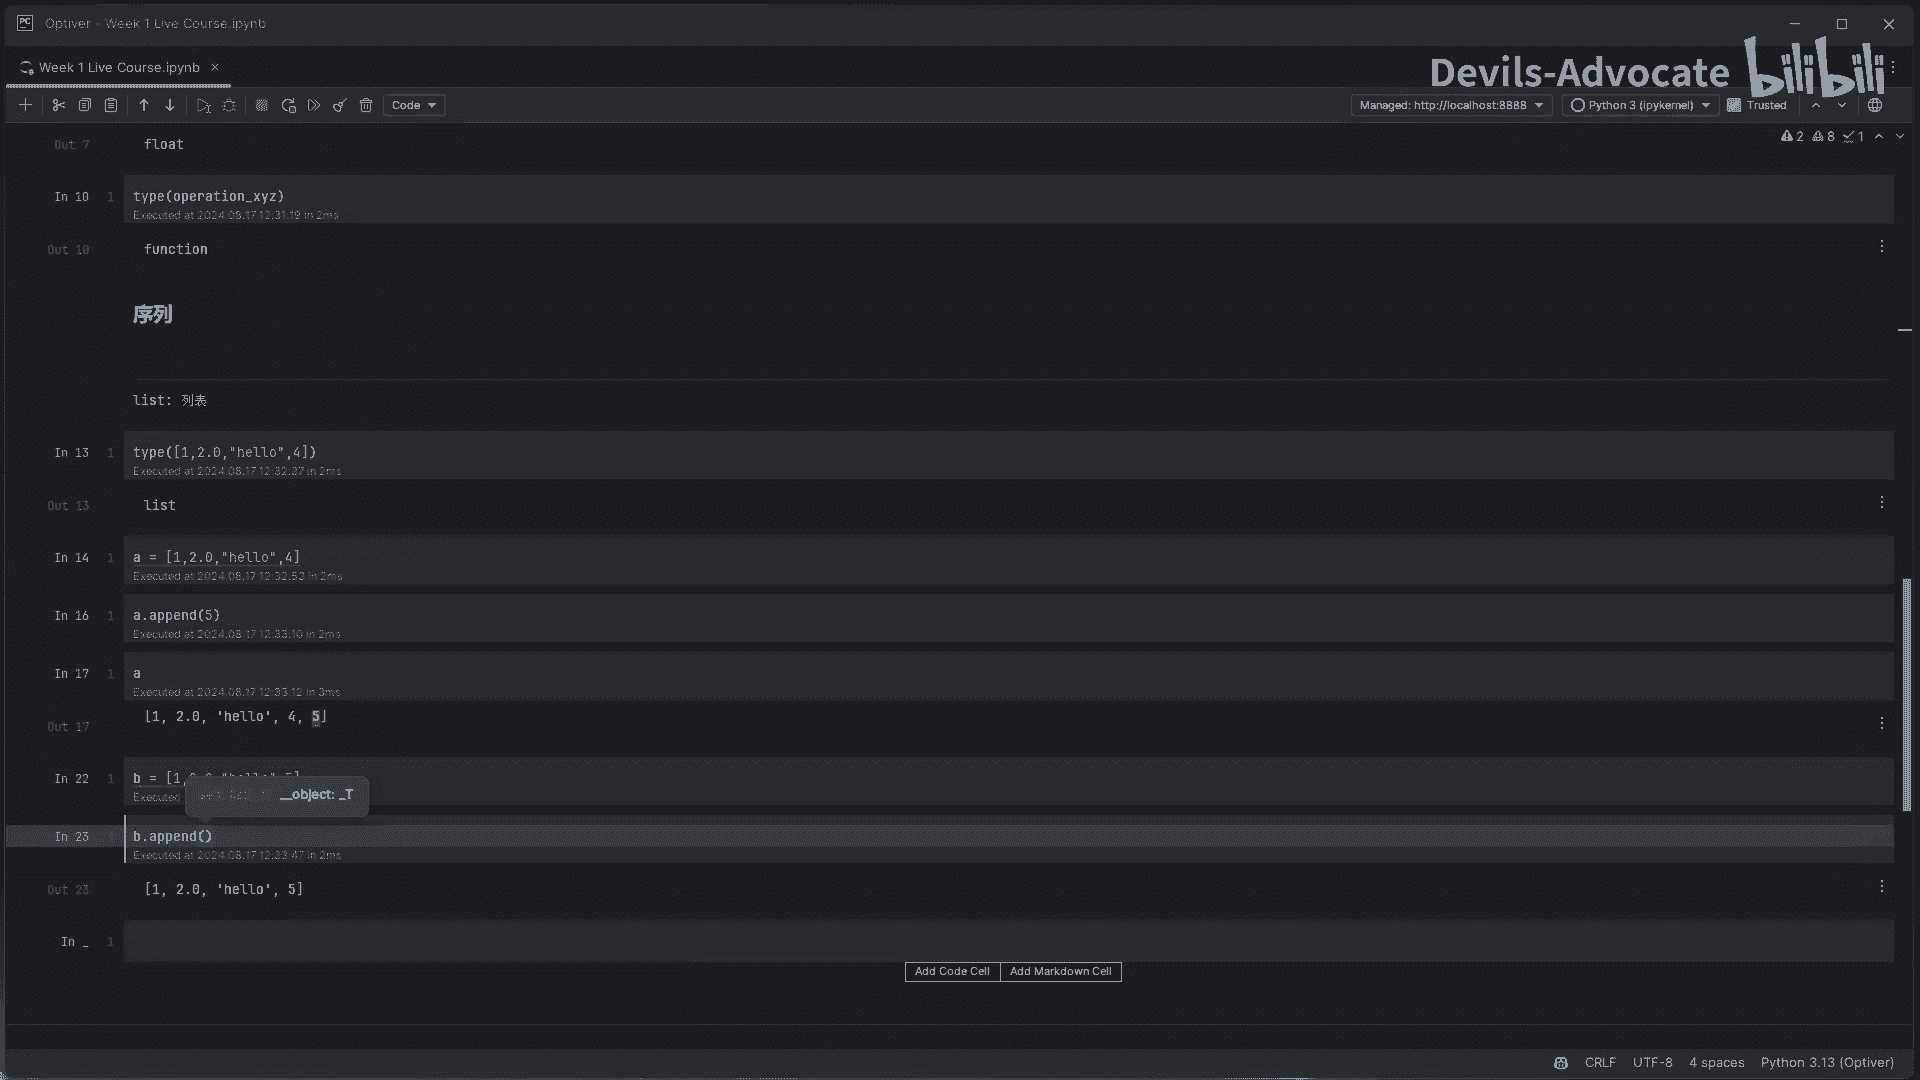 PC Optiver - Week 1 Live Course.ipynb
Week 1 Live Course.ipynb
Devils-Advocate bilibili
Code
Managed: http://localhost:8888
Python 3 (ipykernel)
Trusted
2 8 1
Out 7 float
In 10 1 type(operation_xyz)
Executed at 2024.08.17 12:31:19 in 2ms
Out 10 function
序列
list: 列表
In 13 1 type([1,2.0,"hello",4])
Executed at 2024.08.17 12:32:37 in 2ms
Out 13 list
In 14 1 a = [1,2.0,"hello",4]
Executed at 2024.08.17 12:32:53 in 2ms
In 16 1 a.append(5)
Executed at 2024.08.17 12:33:10 in 2ms
In 17 1 a
Executed at 2024.08.17 12:33:12 in 3ms
[1, 2.0, 'hello', 4, 5]
Out 17
In 22 1 b = [1,2.0,"hello",5]
Executed
__object: _T
In 23 1 b.append()
Executed at 2024.08.17 12:33:47 in 2ms
Out 23 [1, 2.0, 'hello', 5]
In _ 1
Add Code Cell Add Markdown Cell
CRLF UTF-8 4 spaces Python 3.13 (Optiver)